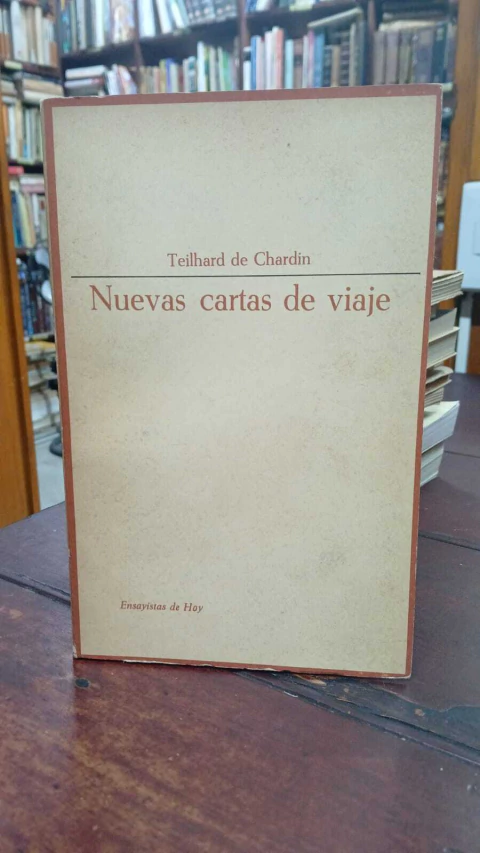 Teilhard de Chardin
Nuevas cartas de viaje
Ensayistas de Hoy